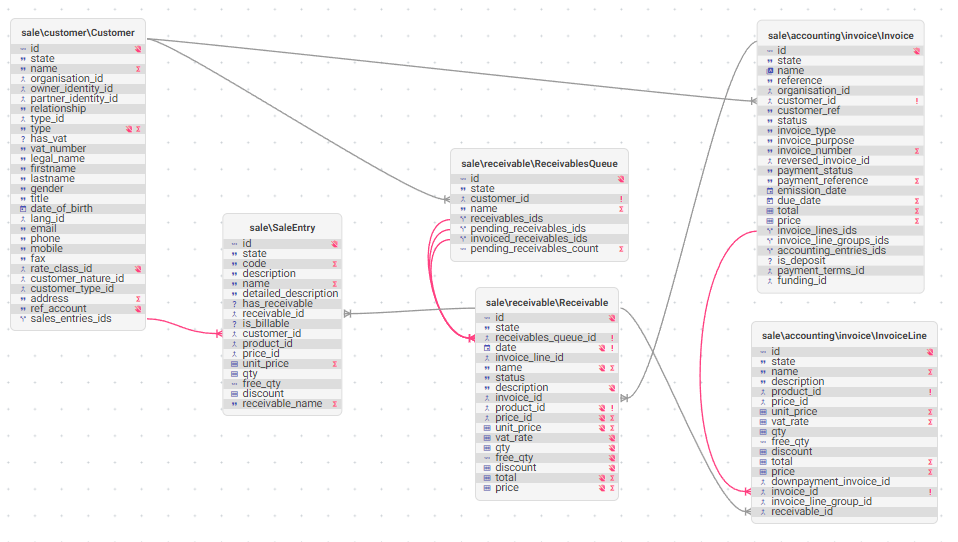 sale\customer\Customer
id
state
name
organisation_id
owner_identity_id
partner_identity_id
relationship
type_id
type
has_vat
vat_number
legal_name
firstname
lastname
gender
title
date_of_birth
lang_id
email
phone
mobile
fax
rate_class_id
customer_nature_id
customer_type_id
address
ref_account
sales_entries_ids
sale\SaleEntry
id
state
code
description
name
detailed_description
has_receivable
receivable_id
is_billable
customer_id
product_id
price_id
unit_price
qty
free_qty
discount
receivable_name
sale\receivable\ReceivablesQueue
id
state
customer_id
name
receivables_ids
pending_receivables_ids
invoiced_receivables_ids
pending_receivables_count
sale\receivable\Receivable
id
state
receivables_queue_id
date
invoice_line_id
name
status
description
invoice_id
product_id
price_id
unit_price
vat_rate
qty
free_qty
discount
total
price
sale\accounting\invoice\Invoice
id
state
name
reference
organisation_id
customer_id
customer_ref
status
invoice_type
invoice_purpose
invoice_number
reversed_invoice_id
payment_status
payment_reference
emission_date
due_date
total
price
invoice_lines_ids
invoice_line_groups_ids
accounting_entries_ids
is_deposit
payment_terms_id
funding_id
sale\accounting\invoice\InvoiceLine
id
state
name
description
product_id
price_id
unit_price
vat_rate
qty
free_qty
discount
total
price
downpayment_invoice_id
invoice_id
invoice_line_group_id
receivable_id